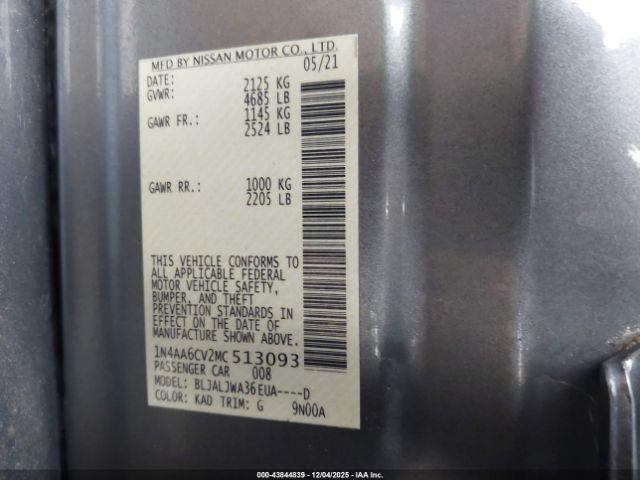 MFD BY NISSAN MOTOR CO., LTD.
DATE: 05/21
GVWR: 2125 KG
4685 LB
GAWR FR.: 1145 KG
2524 LB
GAWR RR.: 1000 KG
2205 LB
THIS VEHICLE CONFORMS TO
ALL APPLICABLE FEDERAL
MOTOR VEHICLE SAFETY,
BUMPER, AND THEFT
PREVENTION STANDARDS IN
EFFECT ON THE DATE OF
MANUFACTURE SHOWN ABOVE.
1N4AA6CV2MC513093
PASSENGER CAR 008
MODEL: BLJALJWA36EUA----D
COLOR: KAD TRIM: G 9N00A
000-43844839 | 12/04/2025 | IAA Inc.